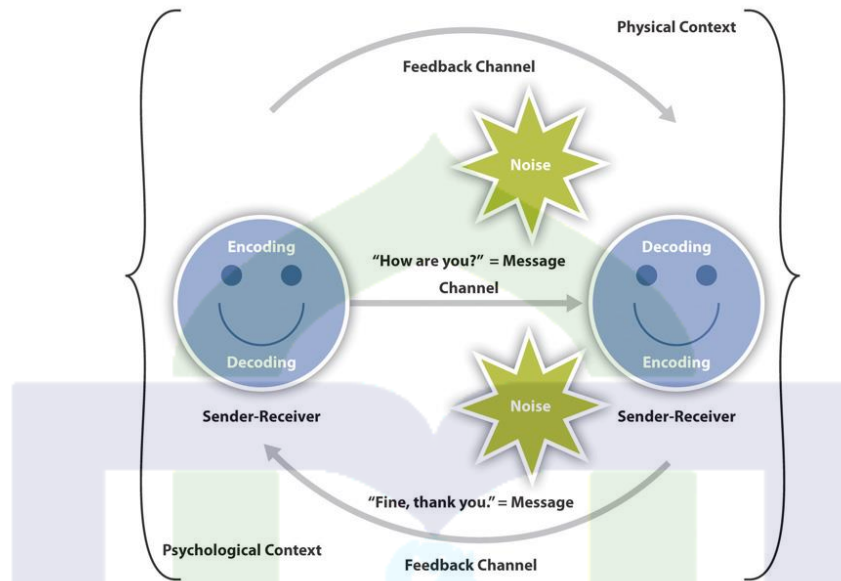 Physical Context
Feedback Channel
Noise
Encoding
Decoding
"How are you?" = Message
Channel
Decoding
Encoding
Noise
Sender-Receiver
Sender-Receiver
"Fine, thank you." = Message
Psychological Context
Feedback Channel